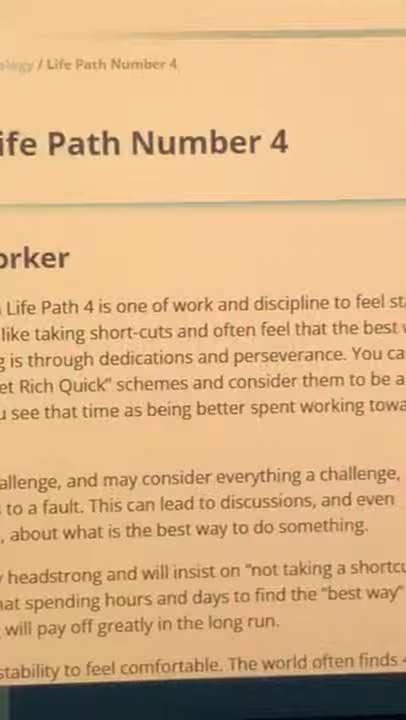 ology / Life Path Number 4
ife Path Number 4
orker
Life Path 4 is one of work and discipline to feel st
like taking short-cuts and often feel that the best
g is through dedications and perseverance. You ca
et Rich Quick" schemes and consider them to be a
u see that time as being better spent working towa
allenge, and may consider everything a challenge,
to a fault. This can lead to discussions, and even
, about what is the best way to do something.
y headstrong and will insist on "not taking a shortcu
hat spending hours and days to find the "best way"
will pay off greatly in the long run.
stability to feel comfortable. The world often finds 4